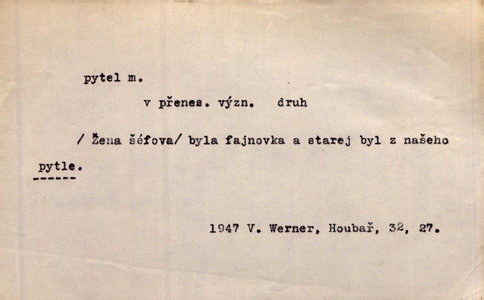 pytel m.
v přenes. význ. druh
/ Žena šéfova/ byla fajnovka a starej byl z našeho
pytle.
1947 V. Werner, Houbař, 32, 27.